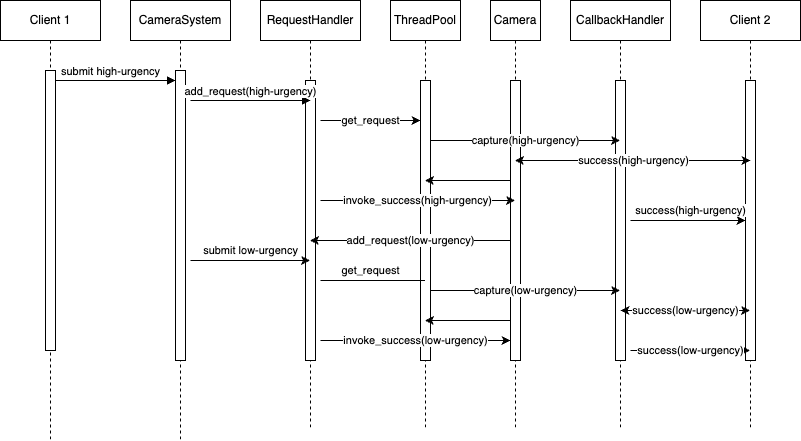 Client 1
CameraSystem
RequestHandler
ThreadPool
Camera
CallbackHandler
Client 2
submit high-urgency
add_request(high-urgency)
get_request
capture(high-urgency)
success(high-urgency)
invoke_success(high-urgency)
success(high-urgency)
add_request(low-urgency)
submit low-urgency
get_request
capture(low-urgency)
success(low-urgency)
invoke_success(low-urgency)
success(low-urgency)